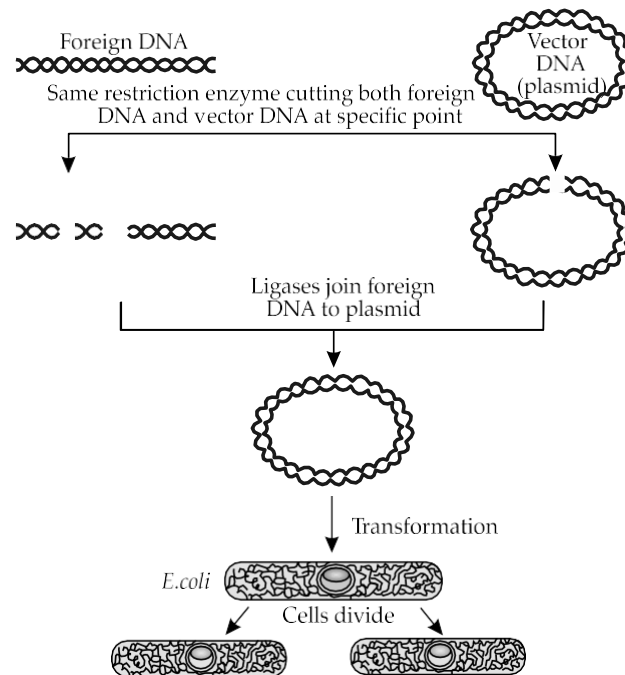 Foreign DNA
Vector
DNA
(plasmid)
Same restriction enzyme cutting both foreign
DNA and vector DNA at specific point
Ligases join foreign
DNA to plasmid
Transformation
E.coli
Cells divide